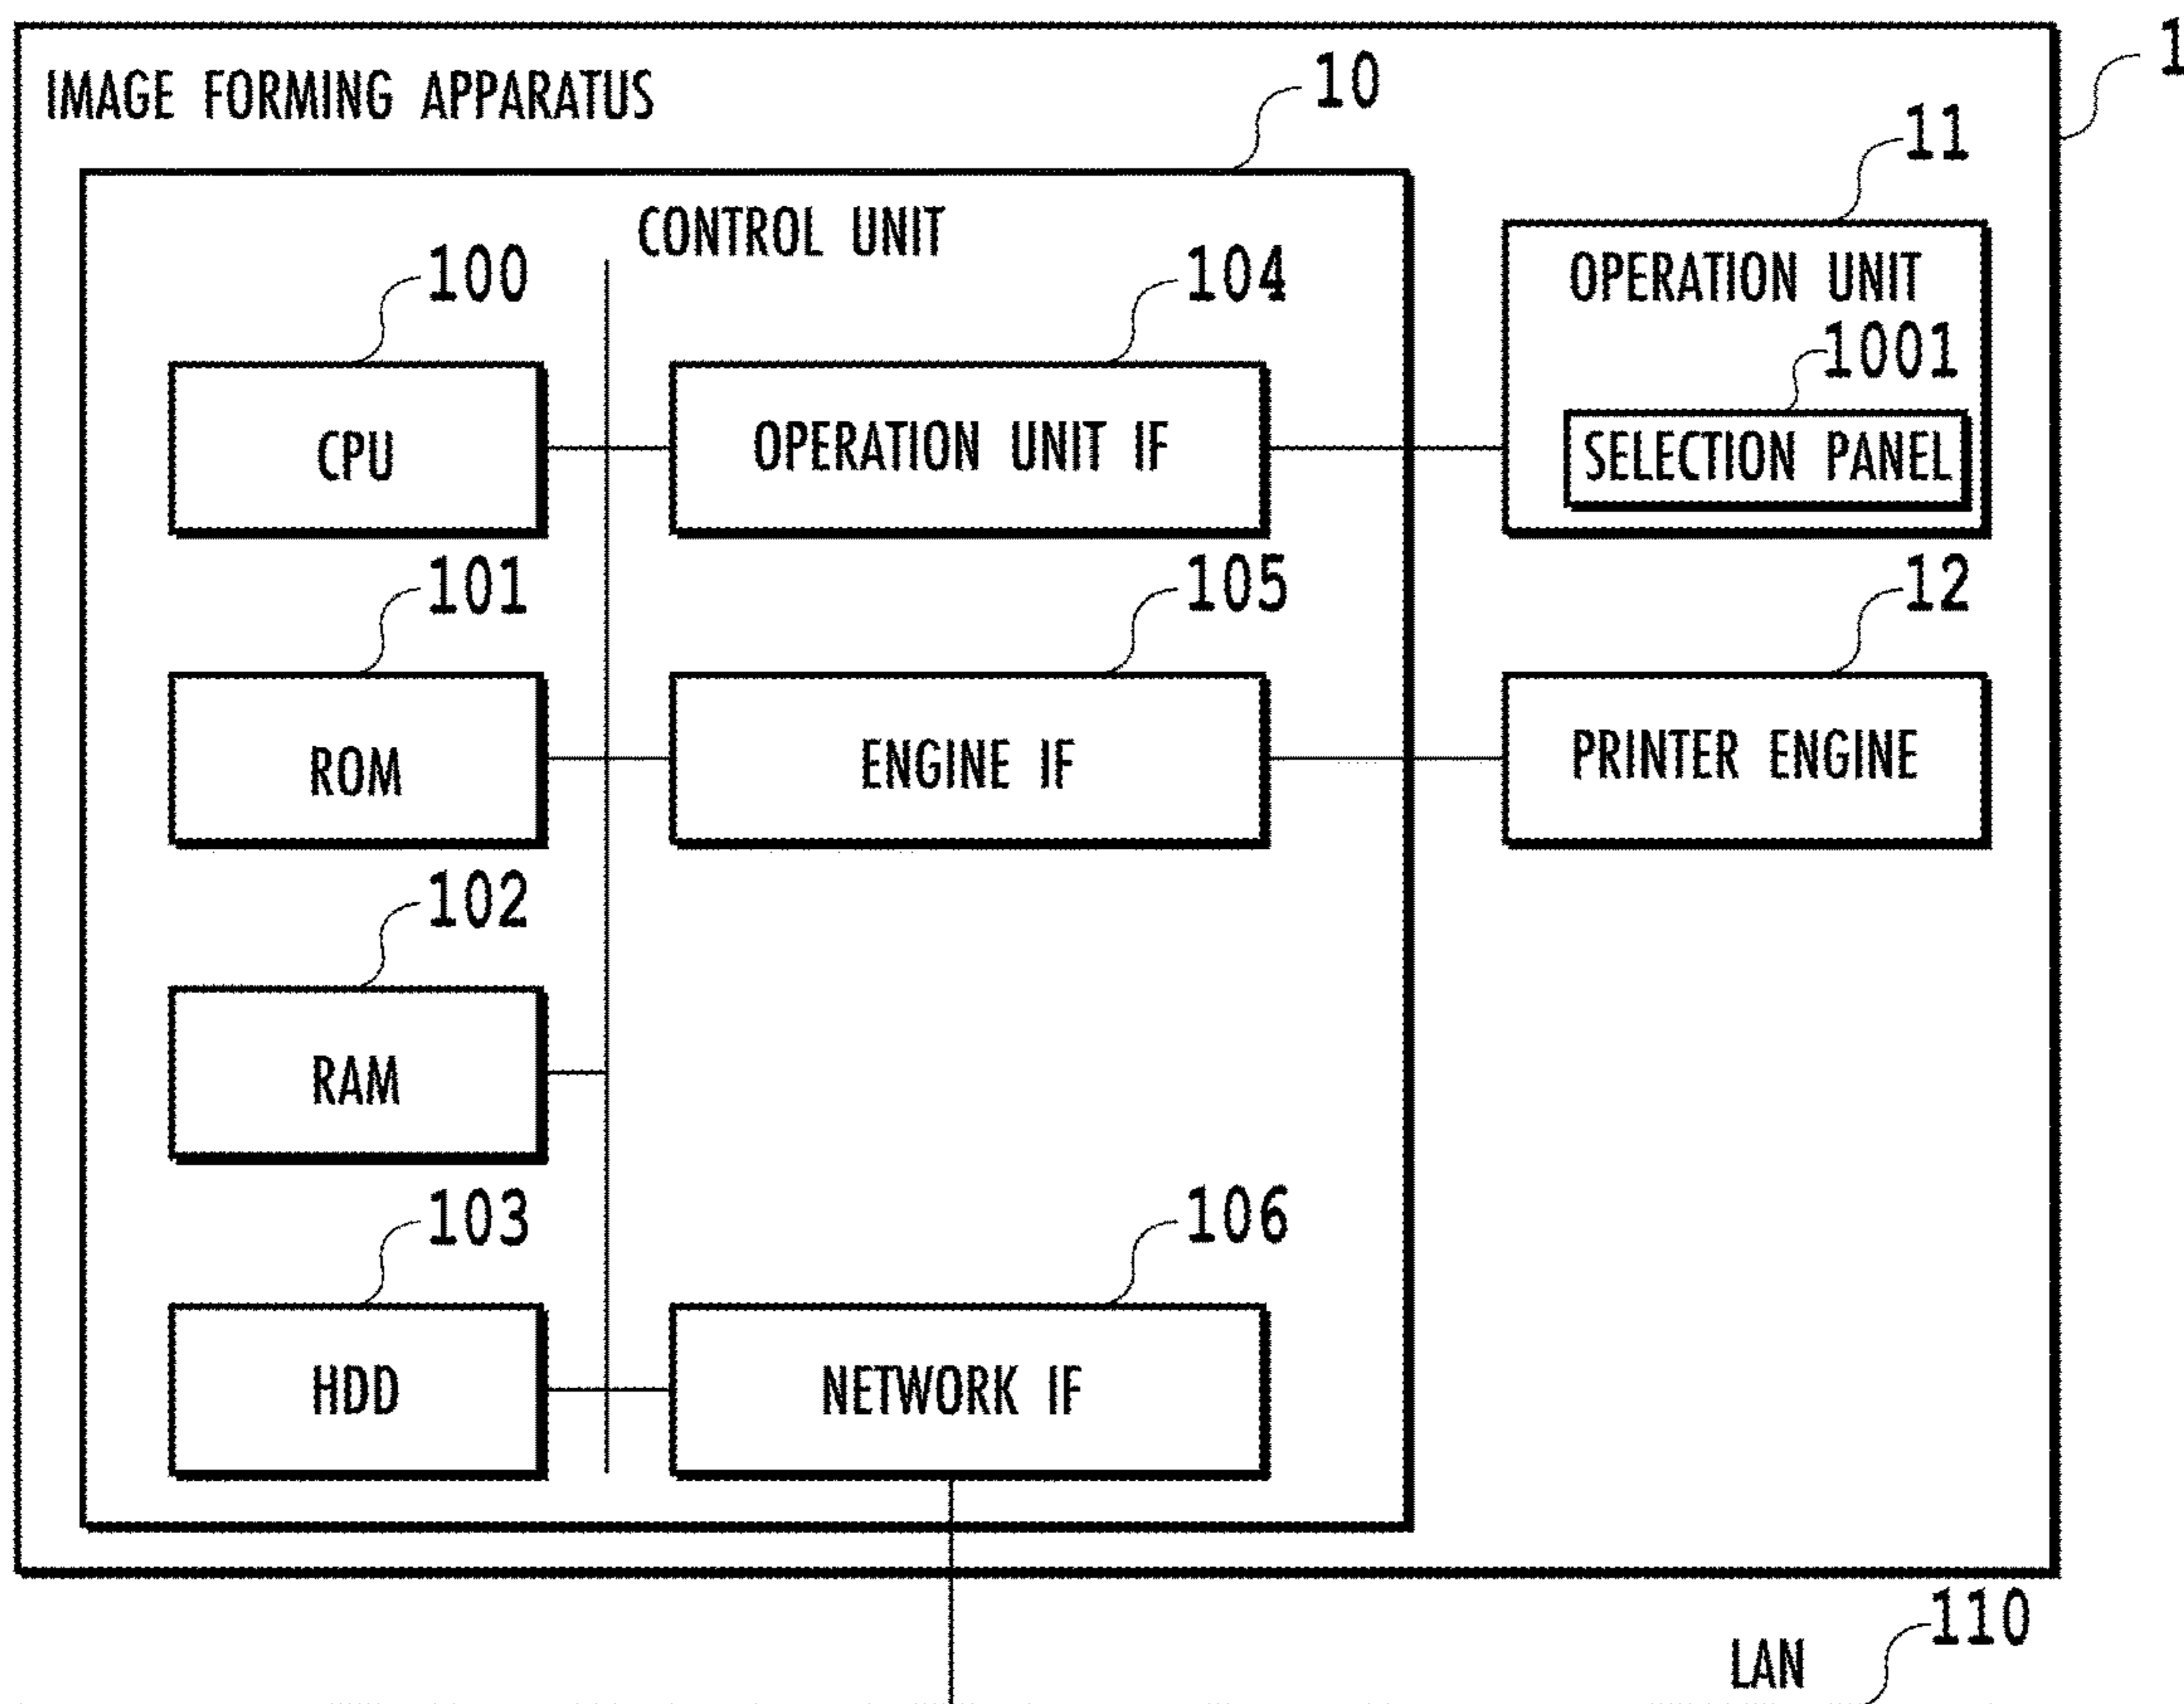 1
IMAGE FORMING APPARATUS
10
11
CONTROL UNIT
OPERATION UNIT
100
104
1001
CPU
OPERATION UNIT IF
SELECTION PANEL
101
105
12
ROM
ENGINE IF
PRINTER ENGINE
102
RAM
103
106
HDD
NETWORK IF
110
LAN